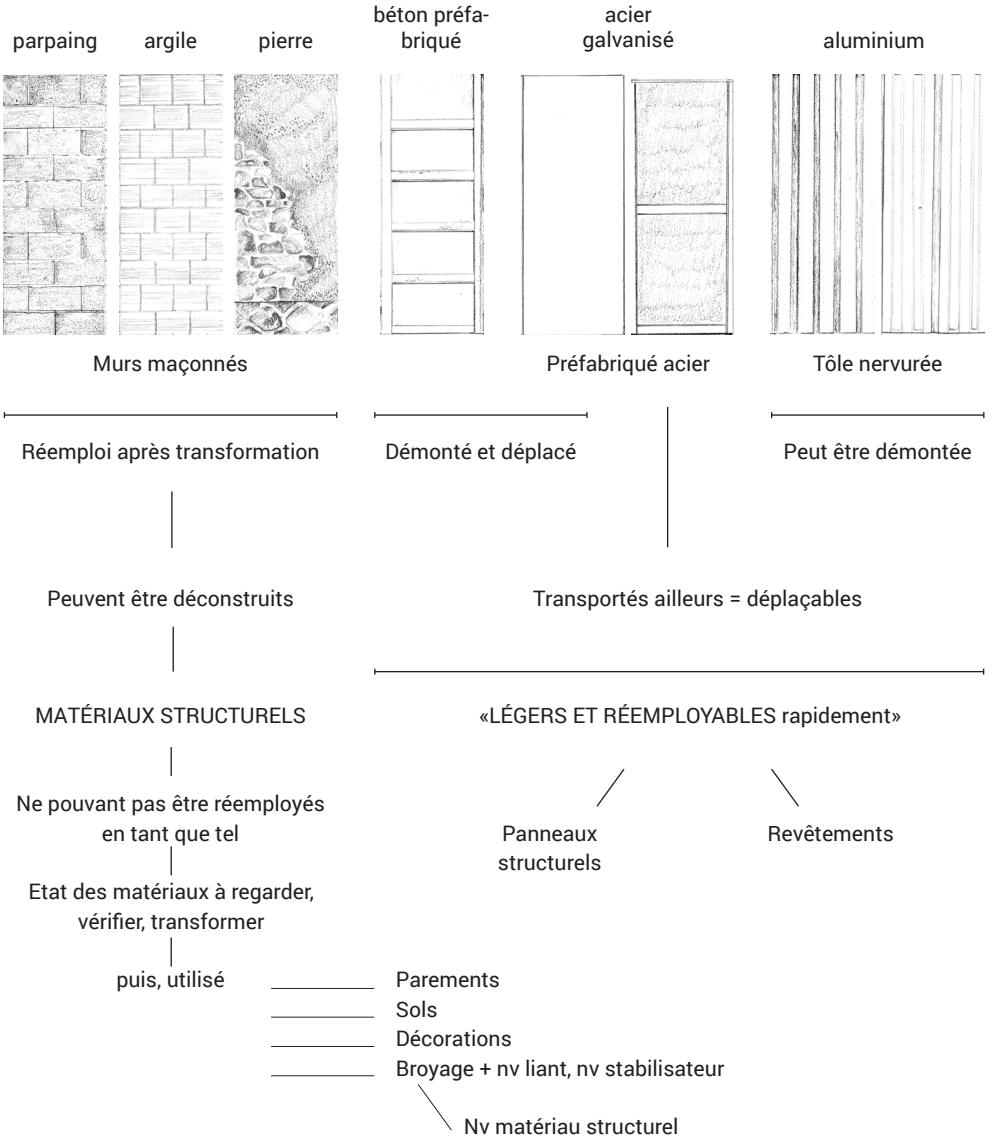 parpaing
argile
pierre
béton préfa-
briqué
acier
galvanisé
aluminium
Murs maçonnés
Préfabriqué acier
Tôle nervurée
Réemploi après transformation
Démonté et déplacé
Peut être démontée
Peuvent être déconstruits
Transportés ailleurs = déplaçables
MATÉRIAUX STRUCTURELS
«LÉGERS ET RÉEMPLOYABLES rapidement»
Ne pouvant pas être réemployés
en tant que tel
Panneaux
structurels
Revêtements
Etat des matériaux à regarder,
vérifier, transformer
puis, utilisé
Parements
Sols
Décorations
Broyage + nv liant, nv stabilisateur
Nv matériau structurel